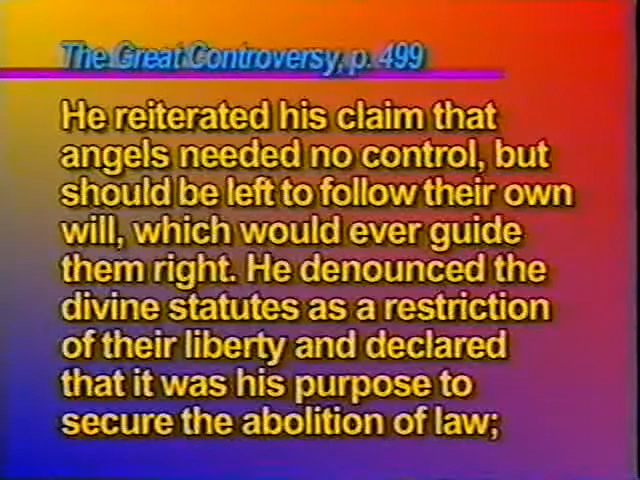 The Great Controversy, p. 499
He reiterated his claim that
angels needed no control, but
should be left to follow their own
will, which would ever guide
them right. He denounced the
divine statutes as a restriction
of their liberty and declared
that it was his purpose to
secure the abolition of law;